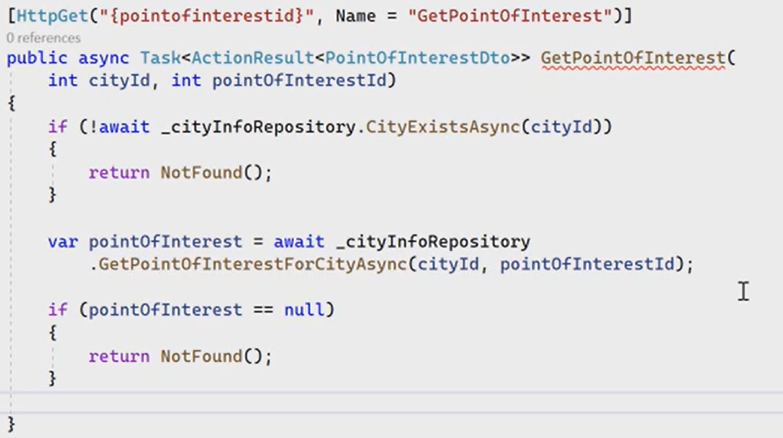 [HttpGet("{pointofinterestid}", Name = "GetPointOfInterest")]
0 references
public async Task<ActionResult<PointOfInterestDto>> GetPointOfInterest(
    int cityId, int pointOfInterestId)
{
    if (!await _cityInfoRepository.CityExistsAsync(cityId))
    {
        return NotFound();
    }
    var pointOfInterest = await _cityInfoRepository
        .GetPointOfInterestForCityAsync(cityId, pointOfInterestId);
    if (pointOfInterest == null)
    {
        return NotFound();
    }
}